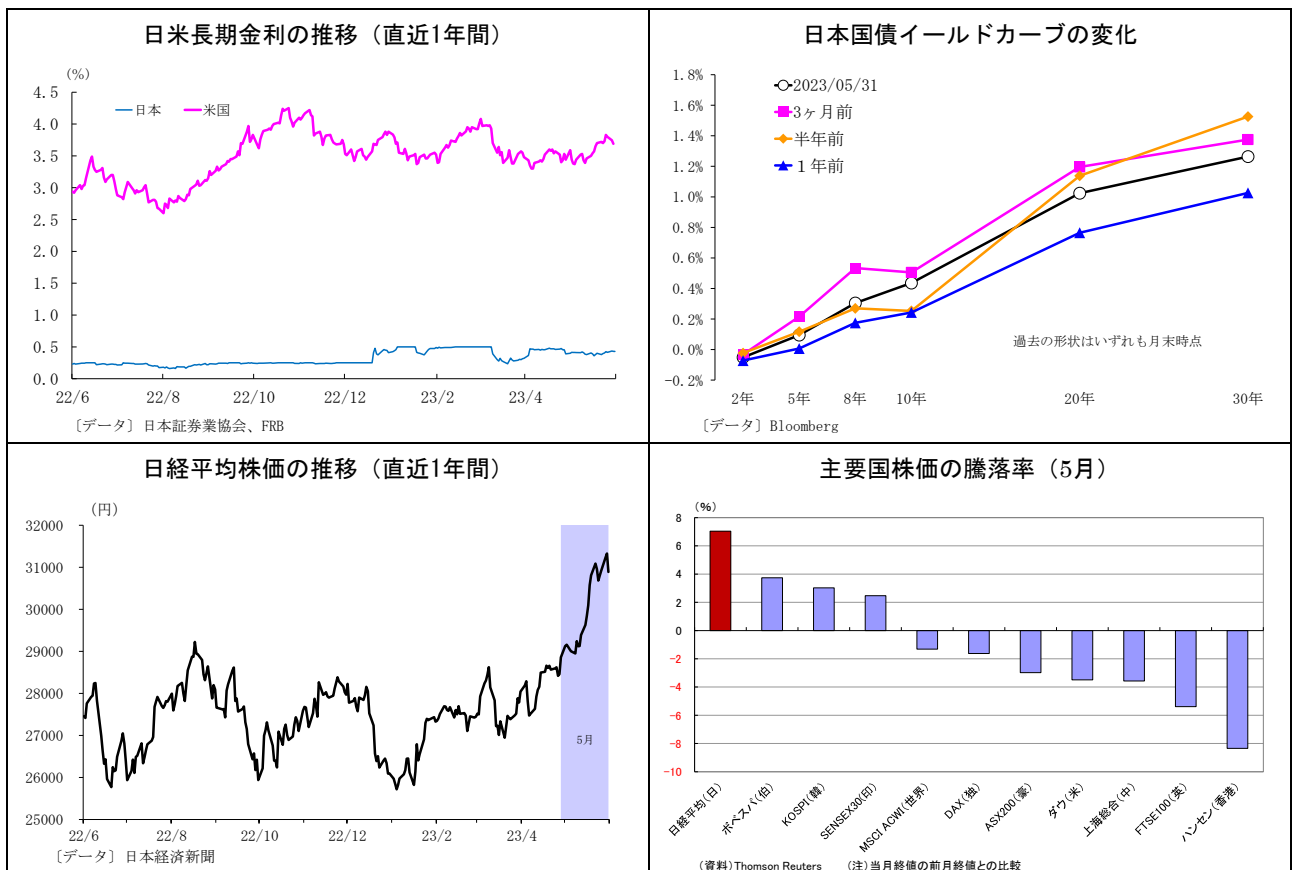 日米長期金利の推移（直近1年間）
(%)
4.5
4.0
3.5
3.0
2.5
2.0
1.5
1.0
0.5
0.0
日本
米国
22/6
22/8
22/10
22/12
23/2
23/4
〔データ〕日本証券業協会、FRB
日本国債イールドカーブの変化
1.8%
1.6%
1.4%
1.2%
1.0%
0.8%
0.6%
0.4%
0.2%
0.0%
-0.2%
2023/05/31
3ヶ月前
半年前
１年前
過去の形状はいずれも月末時点
2年
5年
8年
10年
20年
30年
〔データ〕Bloomberg
日経平均株価の推移（直近1年間）
（円）
32000
31000
30000
29000
28000
27000
26000
25000
5月
22/6
22/8
22/10
22/12
23/2
23/4
〔データ〕日本経済新聞
主要国株価の騰落率（5月）
（％）
8
6
4
2
0
-2
-4
-6
-8
-10
日経平均(日)
ボベスパ(伯)
KOSPI(韓)
SENSEX30(印)
MSCI ACWI(世界)
DAX(独)
ASX200(豪)
ダウ(米)
上海総合(中)
FTSE100(英)
ハンセン(香港)
（資料）Thomson Reuters　（注）当月終値の前月終値との比較